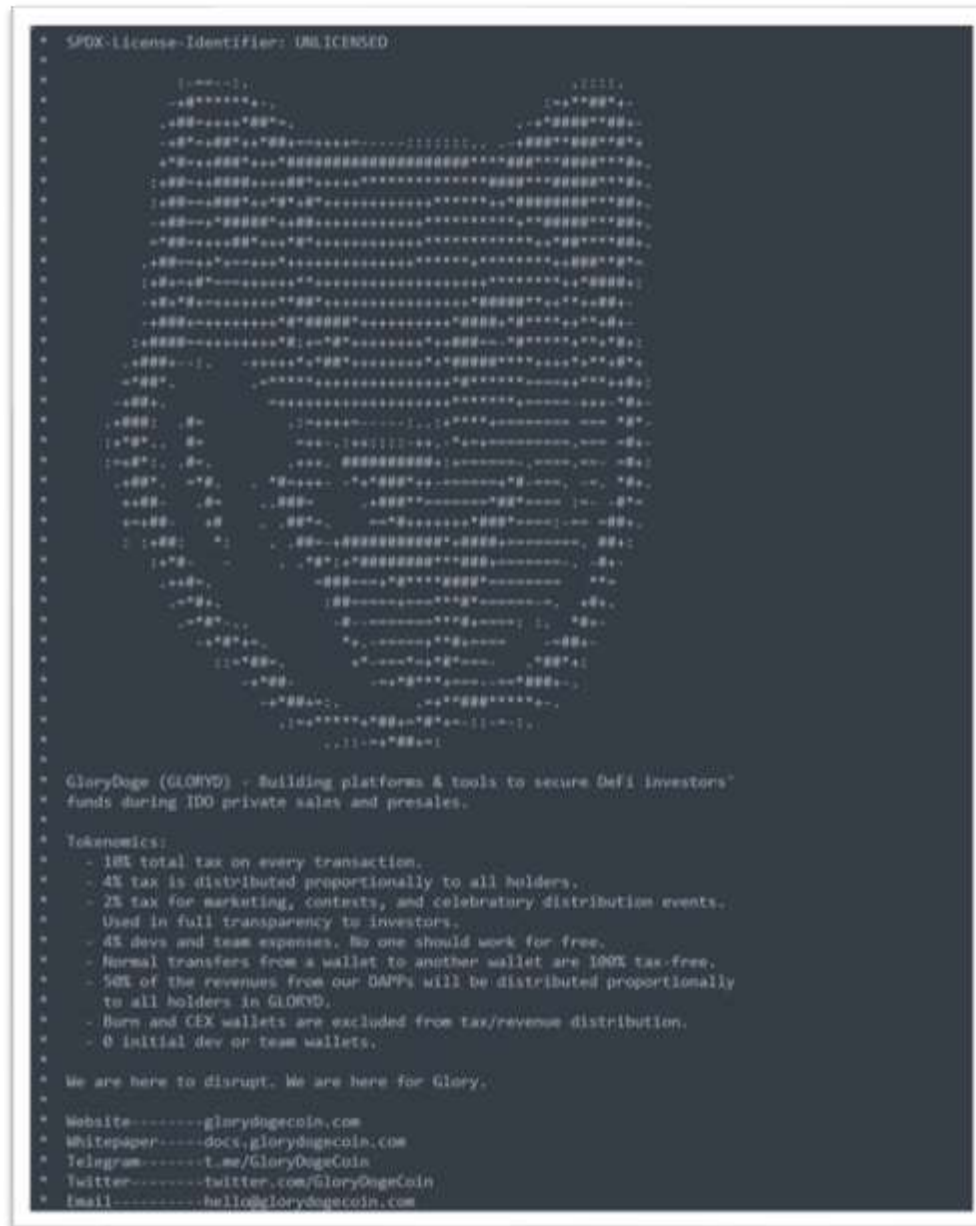 * SPDX-License-Identifier: UNLICENSED
* GloryDoge (GLORYD) - Building platforms & tools to secure DeFi investors'
* funds during IDO private sales and presales.
* Tokenomics:
* - 10% total tax on every transaction.
* - 4% tax is distributed proportionally to all holders.
* - 2% tax for marketing, contests, and celebratory distribution events.
* Used in full transparency to investors.
* - 4% devs and team expenses. No one should work for free.
* - Normal transfers from a wallet to another wallet are 100% tax-free.
* - 50% of the revenues from our DAPPs will be distributed proportionally
* to all holders in GLORYD.
* - Burn and CEX wallets are excluded from tax/revenue distribution.
* - 0 initial dev or team wallets.
* We are here to disrupt. We are here for Glory.
* Website--------glorydogecoin.com
* Whitepaper-----docs.glorydogecoin.com
* Telegram-------t.me/GloryDogeCoin
* Twitter--------twitter.com/GloryDogeCoin
* Email----------hello@glorydogecoin.com